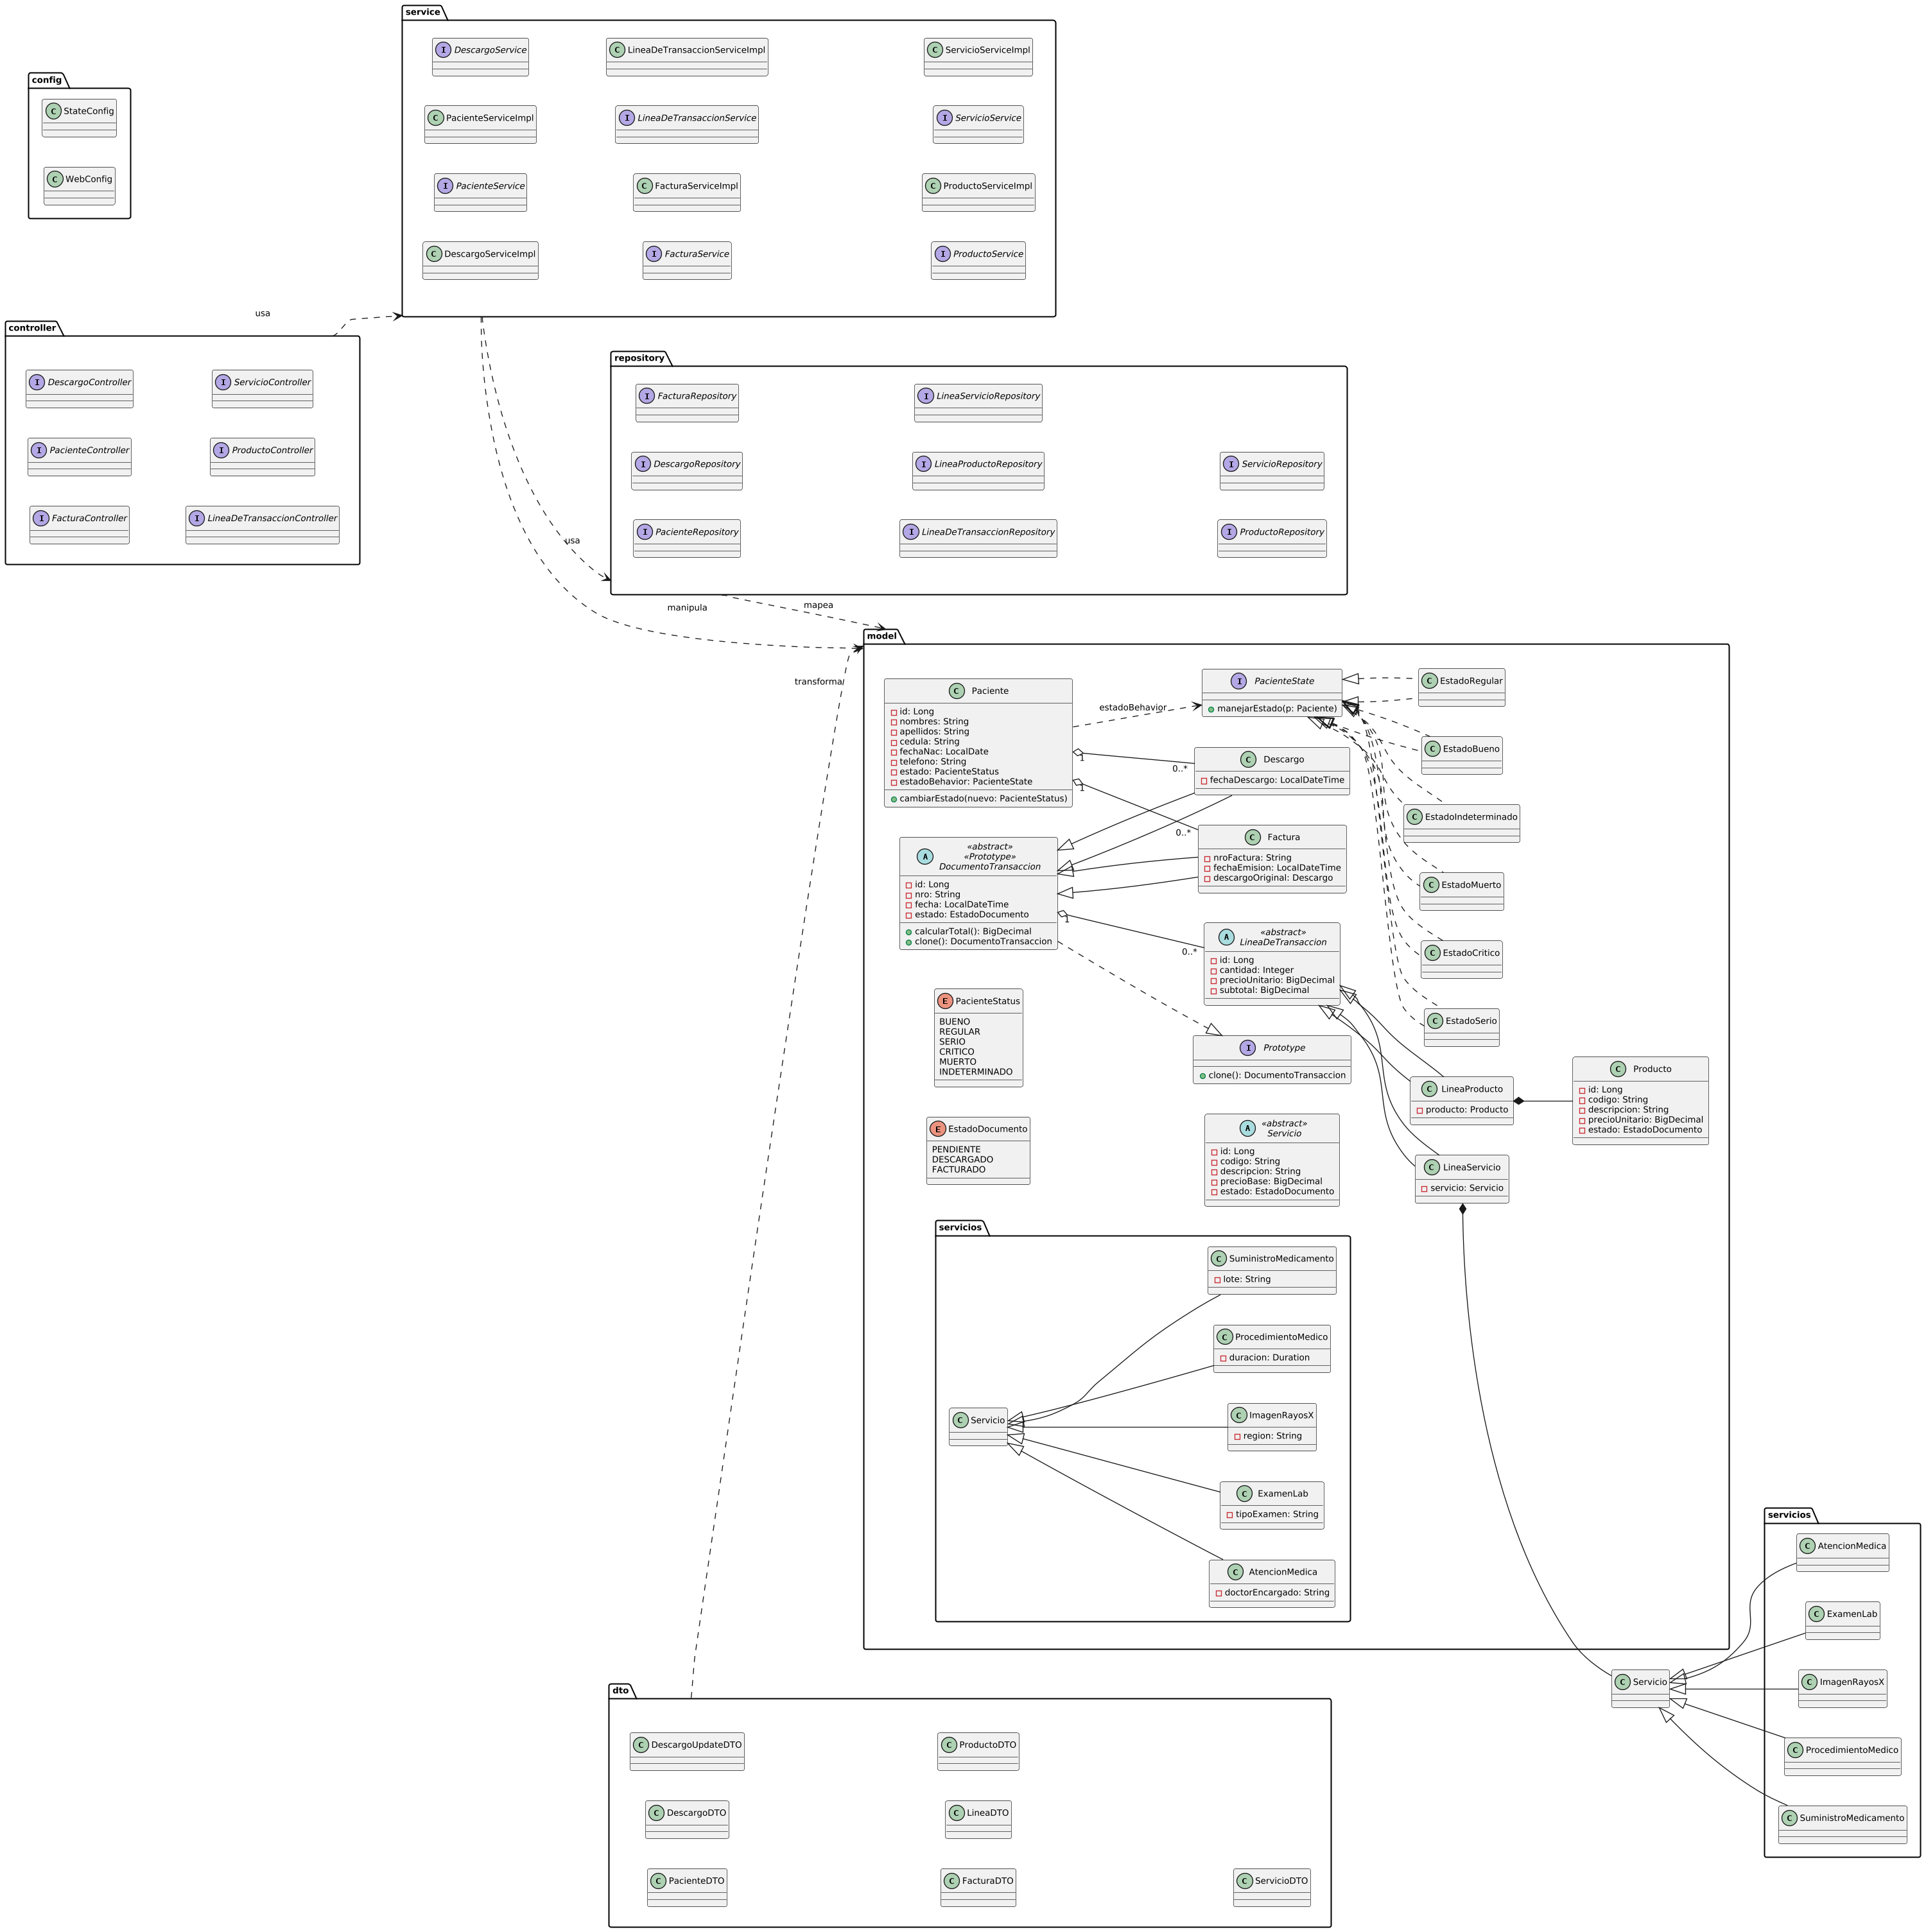 service
I DescargoService
C LineaDeTransaccionServiceImpl
C ServicioServiceImpl
C PacienteServiceImpl
I LineaDeTransaccionService
I ServicioService
I PacienteService
C FacturaServiceImpl
C ProductoServiceImpl
C DescargoServiceImpl
I FacturaService
I ProductoService
config
C StateConfig
C WebConfig
usa
controller
I DescargoController
I ServicioController
I PacienteController
I ProductoController
I FacturaController
I LineaDeTransaccionController
repository
I FacturaRepository
I LineaServicioRepository
I DescargoRepository
I LineaProductoRepository
I ServicioRepository
I PacienteRepository
I LineaDeTransaccionRepository
I ProductoRepository
usa
manipula
mapea
transforma
model
C Paciente
id: Long
nombres: String
apellidos: String
cedula: String
fechaNac: LocalDate
telefono: String
estado: PacienteStatus
estadoBehavior: PacienteState
cambiarEstado(nuevo: PacienteStatus)
estadoBehavior
I PacienteState
manejarEstado(p: Paciente)
C EstadoRegular
C EstadoBueno
C EstadoIndeterminado
C EstadoMuerto
C EstadoCritico
C EstadoSerio
1
0..*
C Descargo
fechaDescargo: LocalDateTime
1
0..*
C Factura
nroFactura: String
fechaEmision: LocalDateTime
descargoOriginal: Descargo
A «abstract»
«Prototype»
DocumentoTransaccion
id: Long
nro: String
fecha: LocalDateTime
estado: EstadoDocumento
calcularTotal(): BigDecimal
clone(): DocumentoTransaccion
1
0..*
A «abstract»
LineaDeTransaccion
id: Long
cantidad: Integer
precioUnitario: BigDecimal
subtotal: BigDecimal
E PacienteStatus
BUENO
REGULAR
SERIO
CRITICO
MUERTO
INDETERMINADO
I Prototype
clone(): DocumentoTransaccion
C LineaProducto
producto: Producto
C Producto
id: Long
codigo: String
descripcion: String
precioUnitario: BigDecimal
estado: EstadoDocumento
E EstadoDocumento
PENDIENTE
DESCARGADO
FACTURADO
A «abstract»
Servicio
id: Long
codigo: String
descripcion: String
precioBase: BigDecimal
estado: EstadoDocumento
C LineaServicio
servicio: Servicio
servicios
C Servicio
C SuministroMedicamento
lote: String
C ProcedimientoMedico
duracion: Duration
C ImagenRayosX
region: String
C ExamenLab
tipoExamen: String
C AtencionMedica
doctorEncargado: String
C Servicio
servicios
C AtencionMedica
C ExamenLab
C ImagenRayosX
C ProcedimientoMedico
C SuministroMedicamento
dto
C DescargoUpdateDTO
C ProductoDTO
C DescargoDTO
C LineaDTO
C PacienteDTO
C FacturaDTO
C ServicioDTO